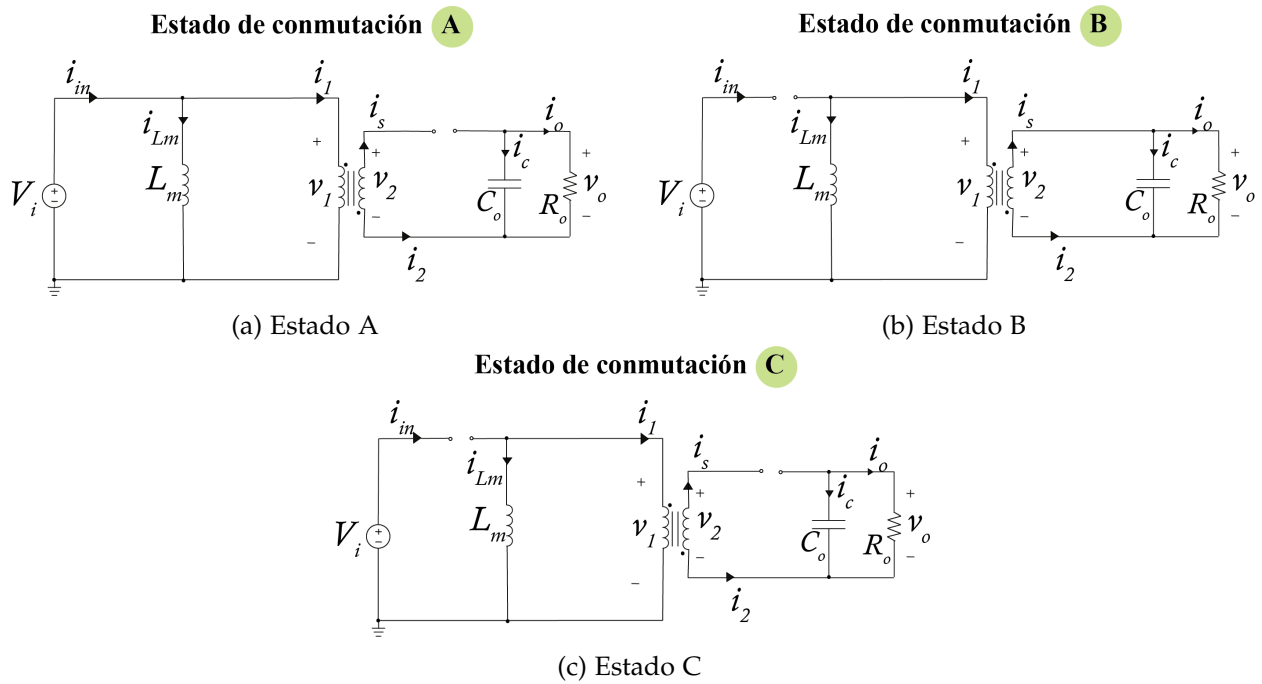 Estado de conmutación A
i_in
i_1
i_Lm
i_s
i_o
+
+
+
i_c
V_i
L_m
v_1
v_2
C_o
R_o
v_o
−
−
−
i_2
(a) Estado A
Estado de conmutación B
i_in
i_1
i_Lm
i_s
i_o
+
+
+
i_c
V_i
L_m
v_1
v_2
C_o
R_o
v_o
−
−
−
i_2
(b) Estado B
Estado de conmutación C
i_in
i_1
i_Lm
i_s
i_o
+
+
+
i_c
V_i
L_m
v_1
v_2
C_o
R_o
v_o
−
−
−
i_2
(c) Estado C